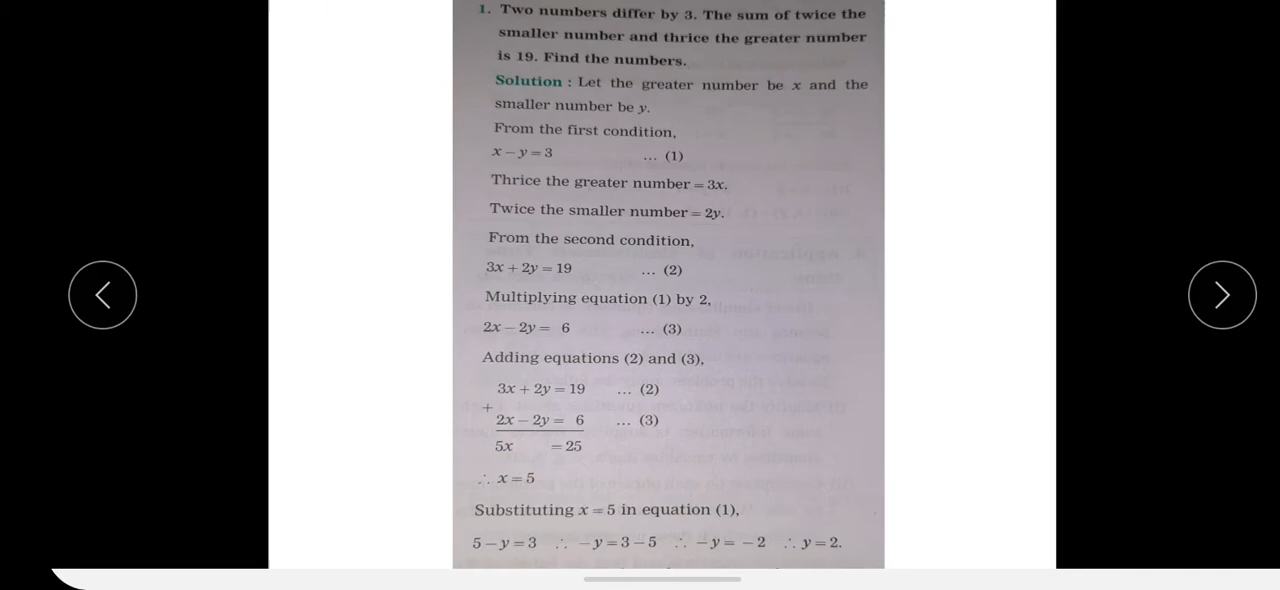 1. Two numbers differ by 3. The sum of twice the
smaller number and thrice the greater number
is 19. Find the numbers.
Solution : Let the greater number be x and the
smaller number be y.
From the first condition,
x − y = 3 ... (1)
Thrice the greater number = 3x.
Twice the smaller number = 2y.
From the second condition,
3x + 2y = 19 ... (2)
Multiplying equation (1) by 2,
2x − 2y = 6 ... (3)
Adding equations (2) and (3),
3x + 2y = 19 ... (2)
+
2x − 2y = 6 ... (3)
5x = 25
∴ x = 5
Substituting x = 5 in equation (1),
5 − y = 3 ∴ −y = 3 − 5 ∴ −y = −2 ∴ y = 2.